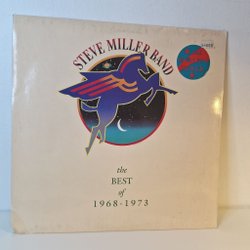 STEVE MILLER BAND
the
BEST
of
1968-1973